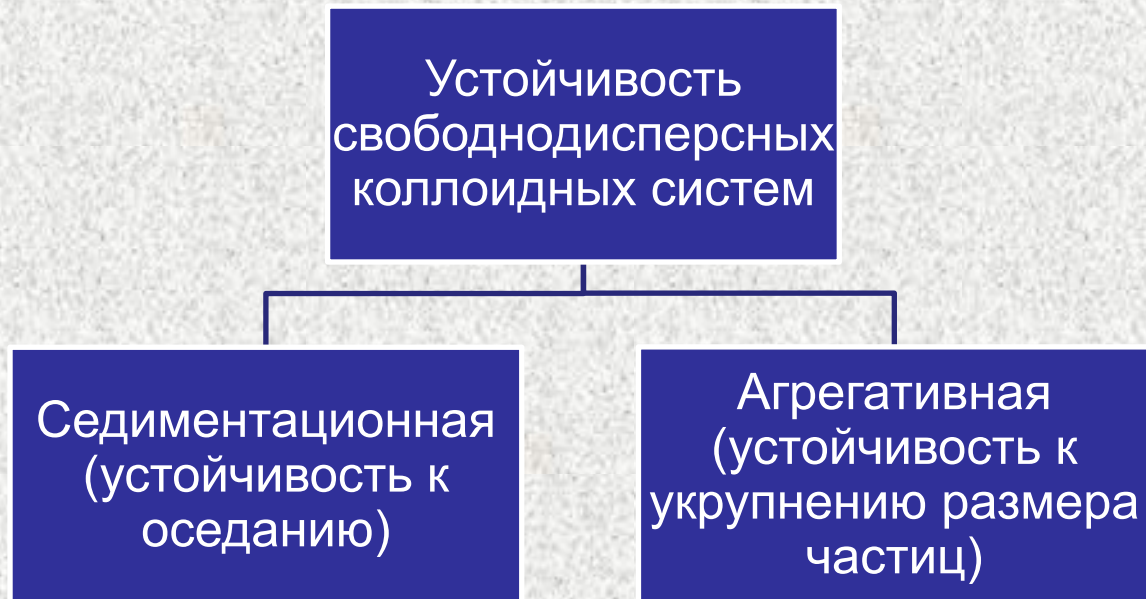 Устойчивость
свободнодисперсных
коллоидных систем
Седиментационная
(устойчивость к
оседанию)
Агрегативная
(устойчивость к
укрупнению размера
частиц)